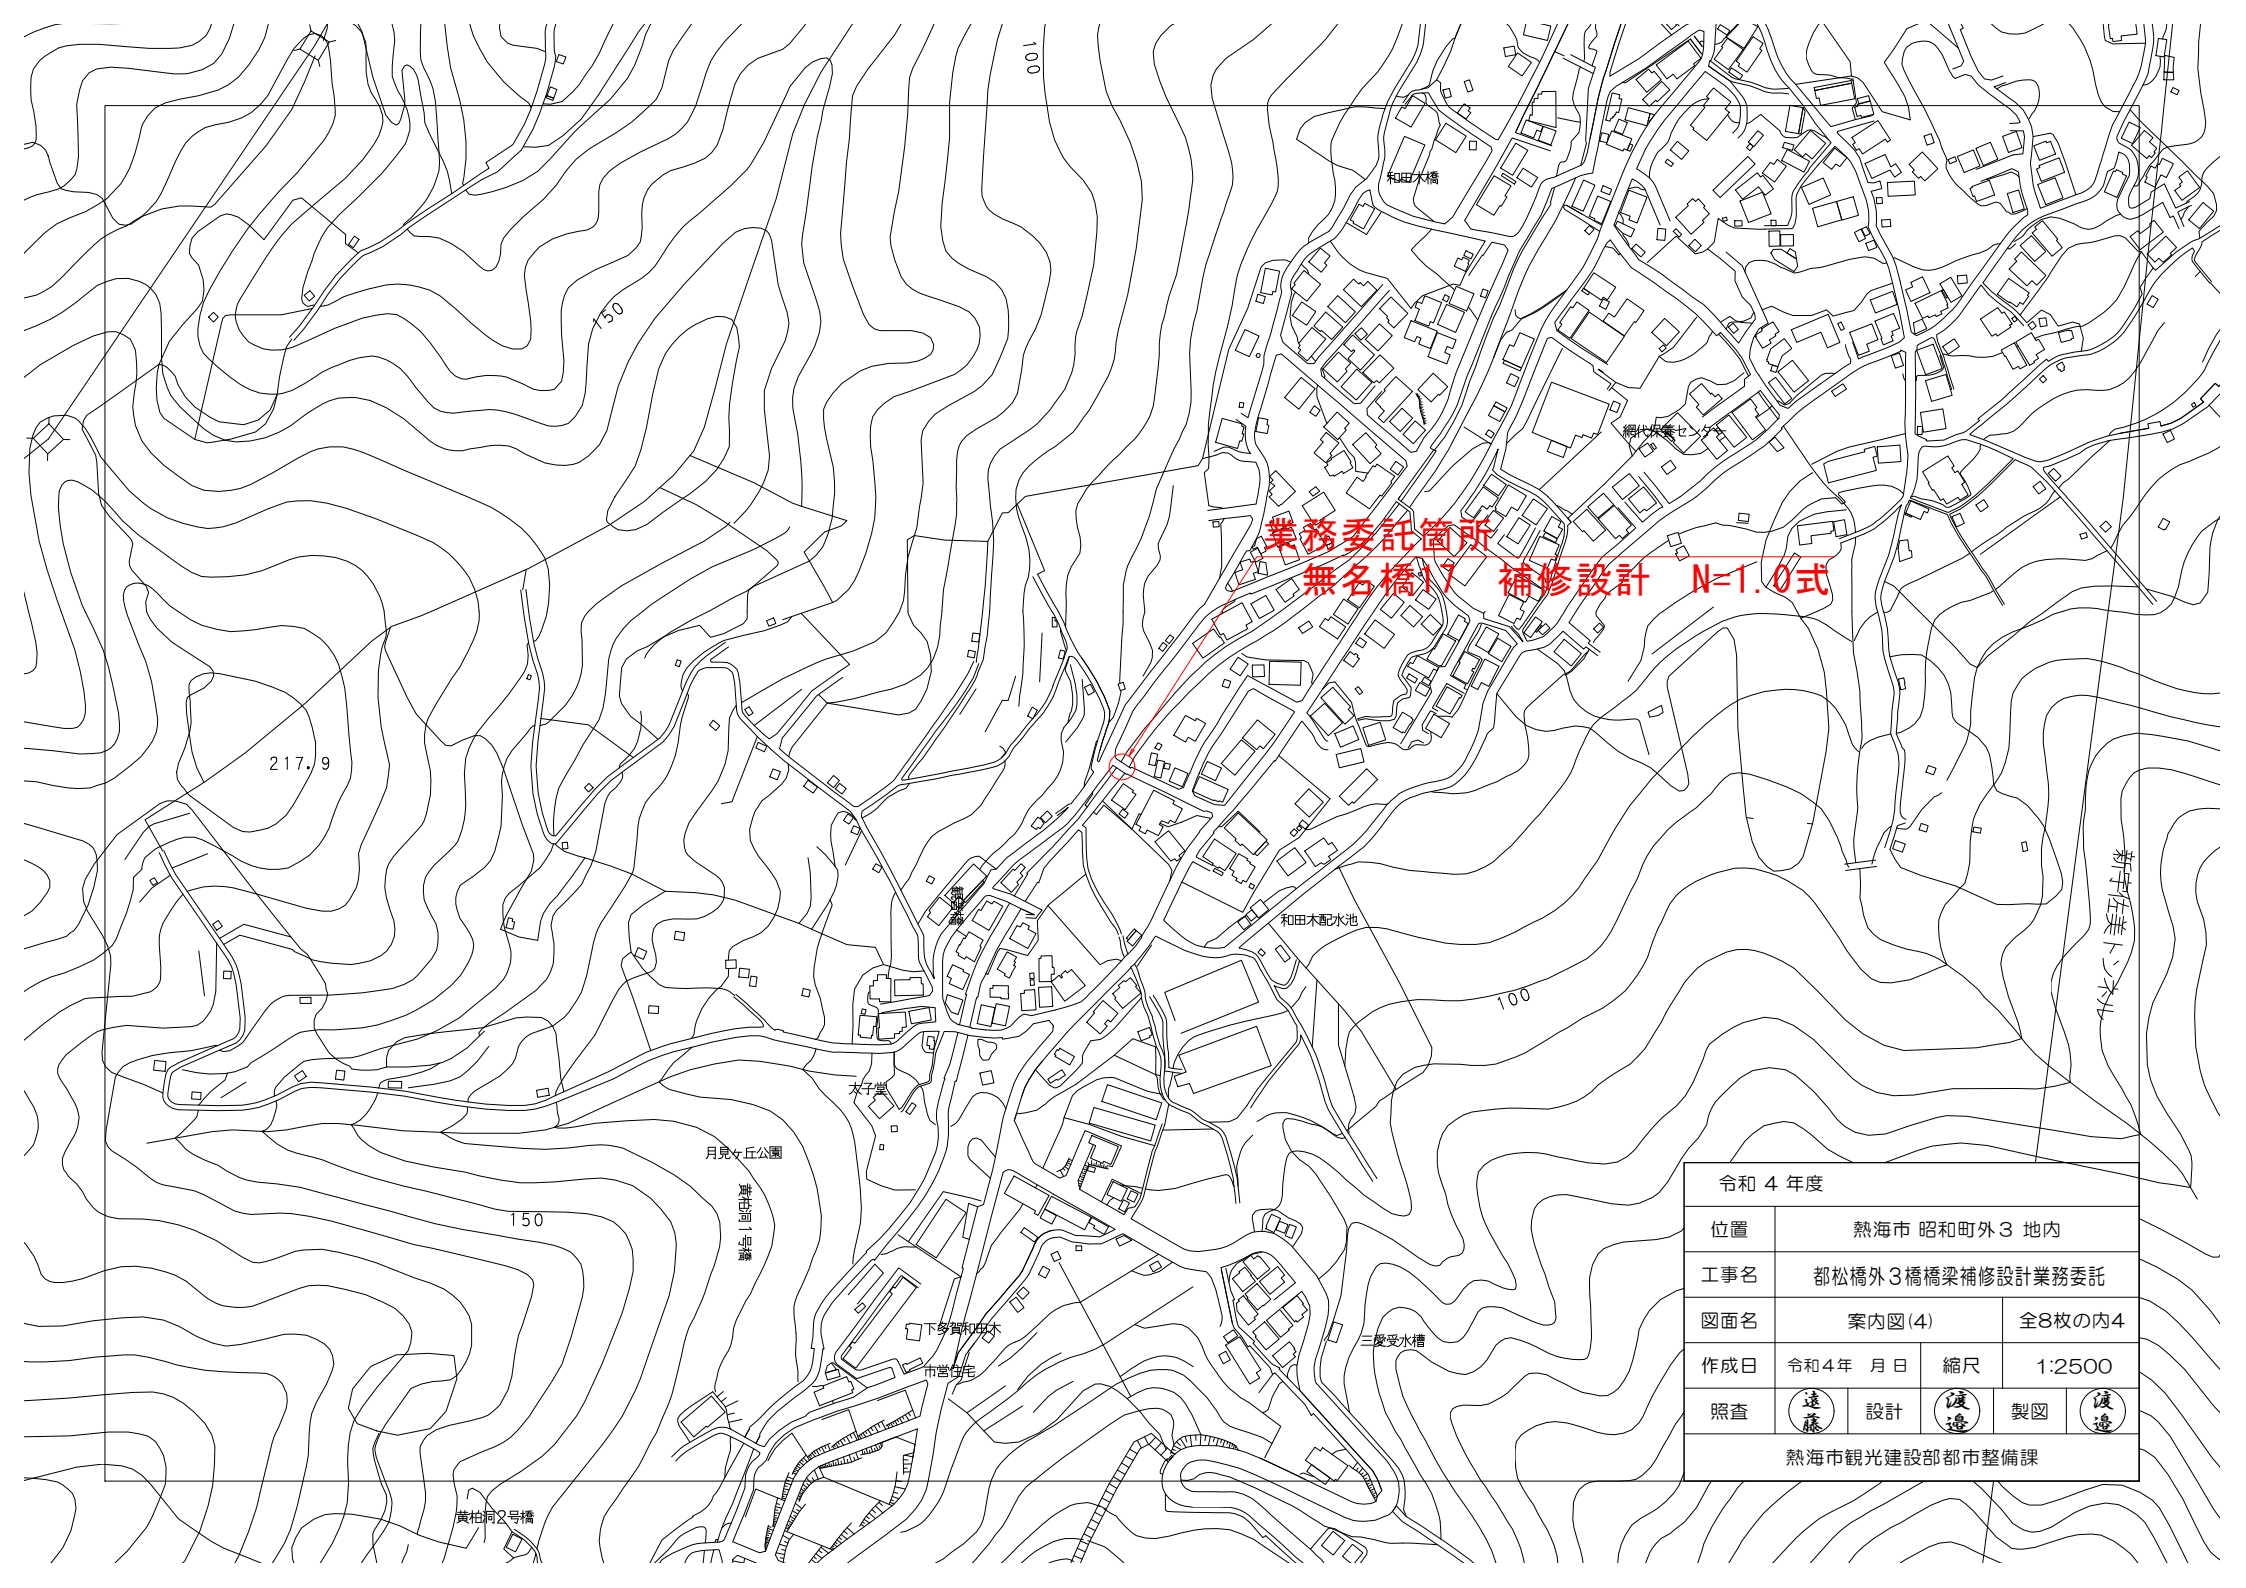 100
和田木橋
150
網代保養センター
業務委託箇所
無名橋17 補修設計 N=1.0式
217.9
新宇佐美トンネル
観音橋
和田木配水池
100
太子堂
月見ヶ丘公園
黄柏洞1号橋
150
下多賀和田木
市営住宅
三愛受水槽
黄柏洞2号橋
令和 4 年度
位置 熱海市 昭和町外3 地内
工事名 都松橋外3橋橋梁補修設計業務委託
図面名 案内図(4) 全8枚の内4
作成日 令和4年 月 日 縮尺 1:2500
照査 遠藤 設計 渡邉 製図 渡邉
熱海市観光建設部都市整備課